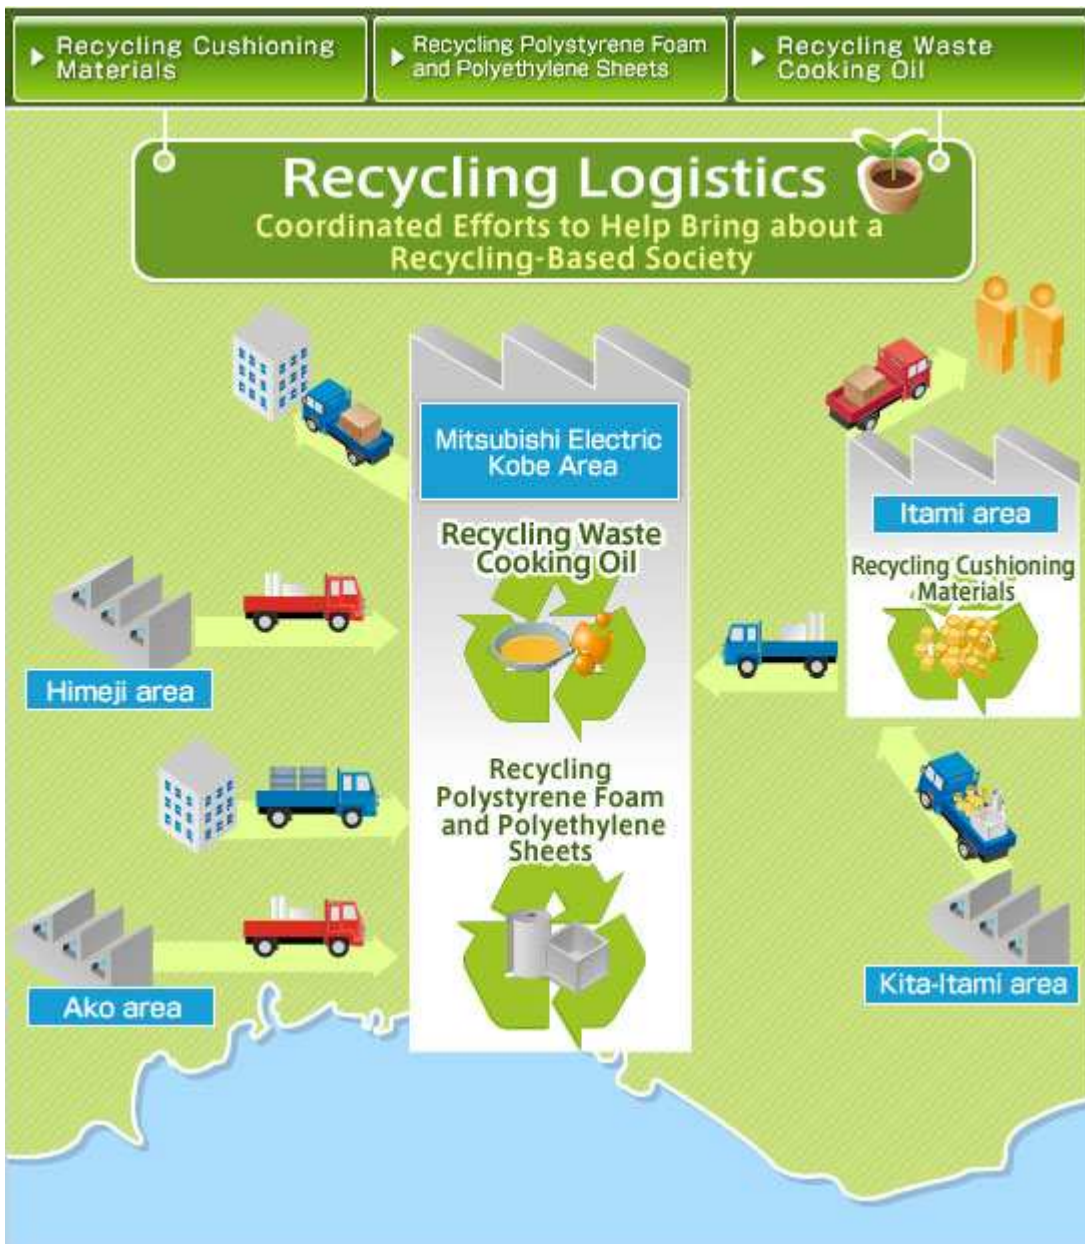 Recycling Cushioning
Materials
Recycling Polystyrene Foam
and Polyethylene Sheets
Recycling Waste
Cooking Oil
Recycling Logistics
Coordinated Efforts to Help Bring about a
Recycling-Based Society
Mitsubishi Electric
Kobe Area
Recycling Waste
Cooking Oil
Itami area
Recycling Cushioning
Materials
Himeji area
Recycling
Polystyrene Foam
and Polyethylene
Sheets
Ako area
Kita-Itami area